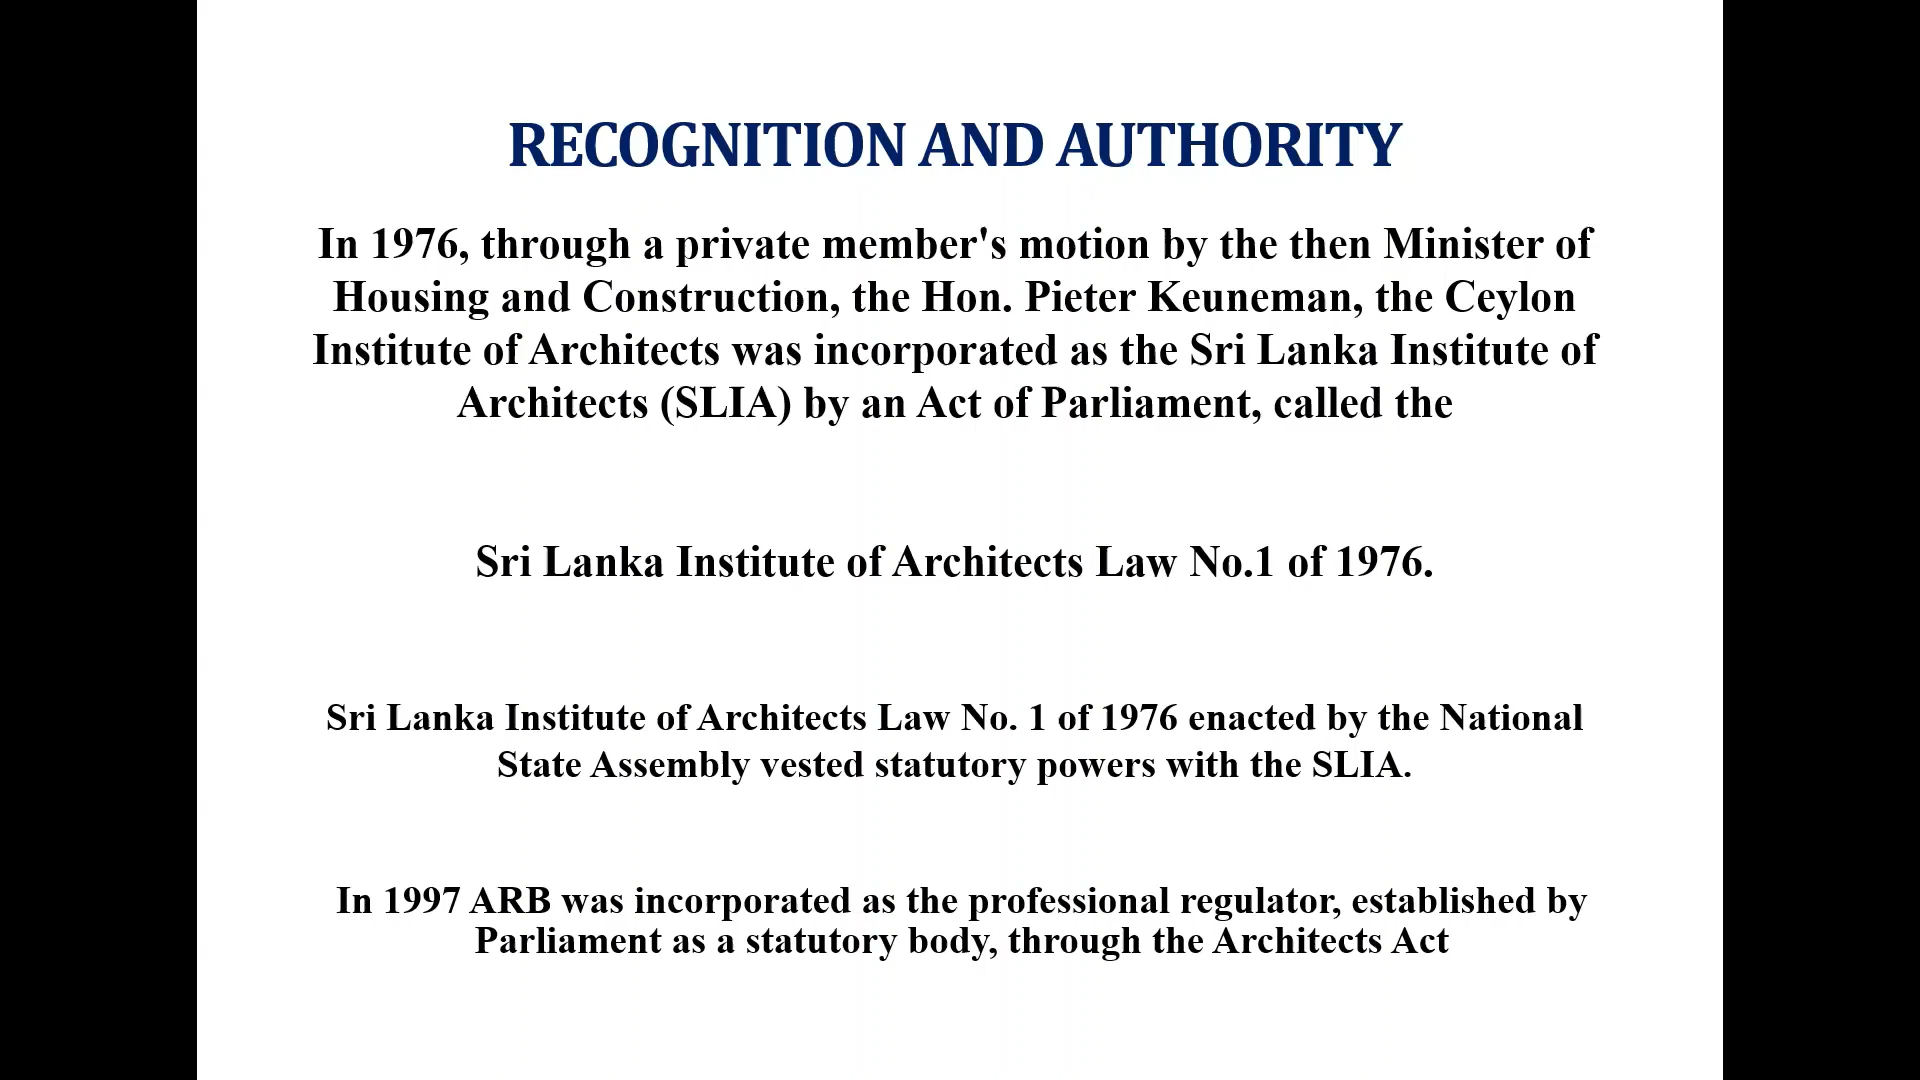 RECOGNITION AND AUTHORITY
In 1976, through a private member's motion by the then Minister of
Housing and Construction, the Hon. Pieter Keuneman, the Ceylon
Institute of Architects was incorporated as the Sri Lanka Institute of
Architects (SLIA) by an Act of Parliament, called the
Sri Lanka Institute of Architects Law No.1 of 1976.
Sri Lanka Institute of Architects Law No. 1 of 1976 enacted by the National
State Assembly vested statutory powers with the SLIA.
In 1997 ARB was incorporated as the professional regulator, established by
Parliament as a statutory body, through the Architects Act